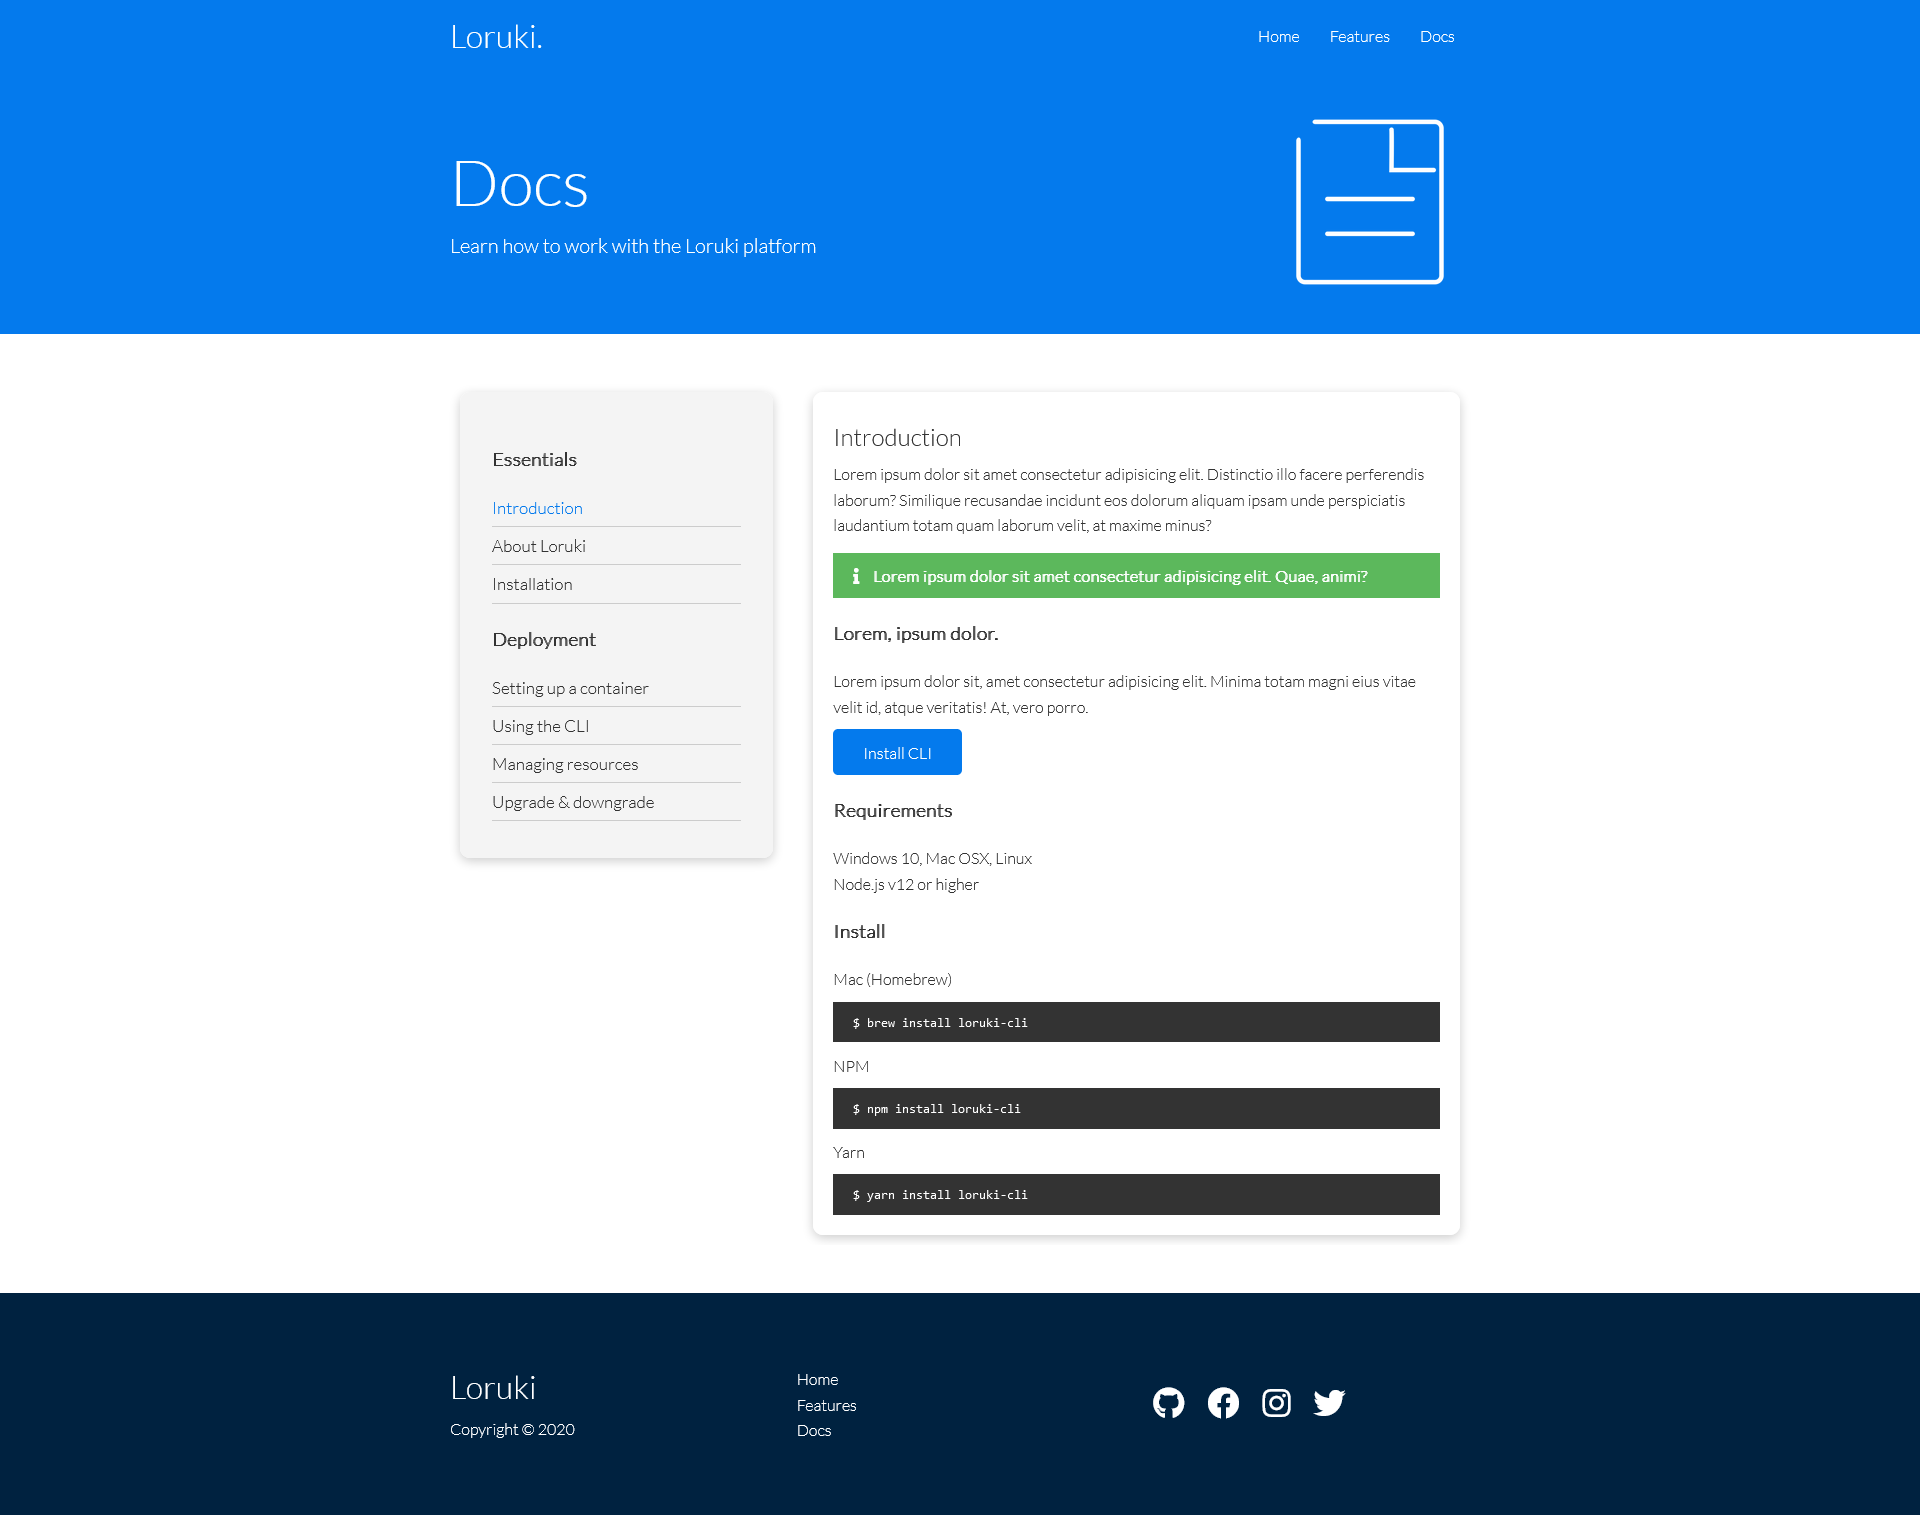 Loruki.
Home Features Docs
Docs
Learn how to work with the Loruki platform
Essentials
Introduction
About Loruki
Installation
Deployment
Setting up a container
Using the CLI
Managing resources
Upgrade & downgrade
Introduction
Lorem ipsum dolor sit amet consectetur adipisicing elit. Distinctio illo facere perferendis
laborum? Similique recusandae incidunt eos dolorum aliquam ipsam unde perspiciatis
laudantium totam quam laborum velit, at maxime minus?
Lorem ipsum dolor sit amet consectetur adipisicing elit. Quae, animi?
Lorem, ipsum dolor.
Lorem ipsum dolor sit, amet consectetur adipisicing elit. Minima totam magni eius vitae
velit id, atque veritatis! At, vero porro.
Install CLI
Requirements
Windows 10, Mac OSX, Linux
Node.js v12 or higher
Install
Mac (Homebrew)
$ brew install loruki-cli
NPM
$ npm install loruki-cli
Yarn
$ yarn install loruki-cli
Loruki
Copyright © 2020
Home
Features
Docs